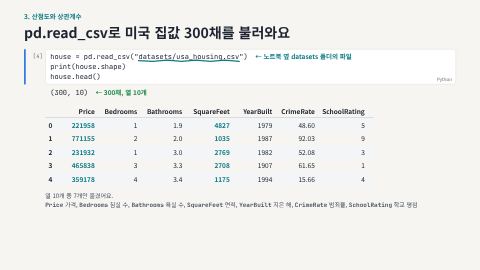 3. 산점도와 상관계수
pd.read_csv로 미국 집값 300채를 불러와요
[4] house = pd.read_csv("datasets/usa_housing.csv") ← 노트북 옆 datasets 폴더의 파일
print(house.shape)
house.head()
Python
(300, 10) ← 300채, 열 10개
Price Bedrooms Bathrooms SquareFeet YearBuilt CrimeRate SchoolRating
0 221958 1 1.9 4827 1979 48.60 5
1 771155 2 2.0 1035 1987 92.03 9
2 231932 1 3.0 2769 1982 52.08 3
3 465838 3 3.3 2708 1907 61.65 1
4 359178 4 3.4 1175 1994 15.66 4
열 10개 중 7개만 옮겼어요.
Price 가격, Bedrooms 침실 수, Bathrooms 욕실 수, SquareFeet 면적, YearBuilt 지은 해, CrimeRate 범죄율, SchoolRating 학교 평점